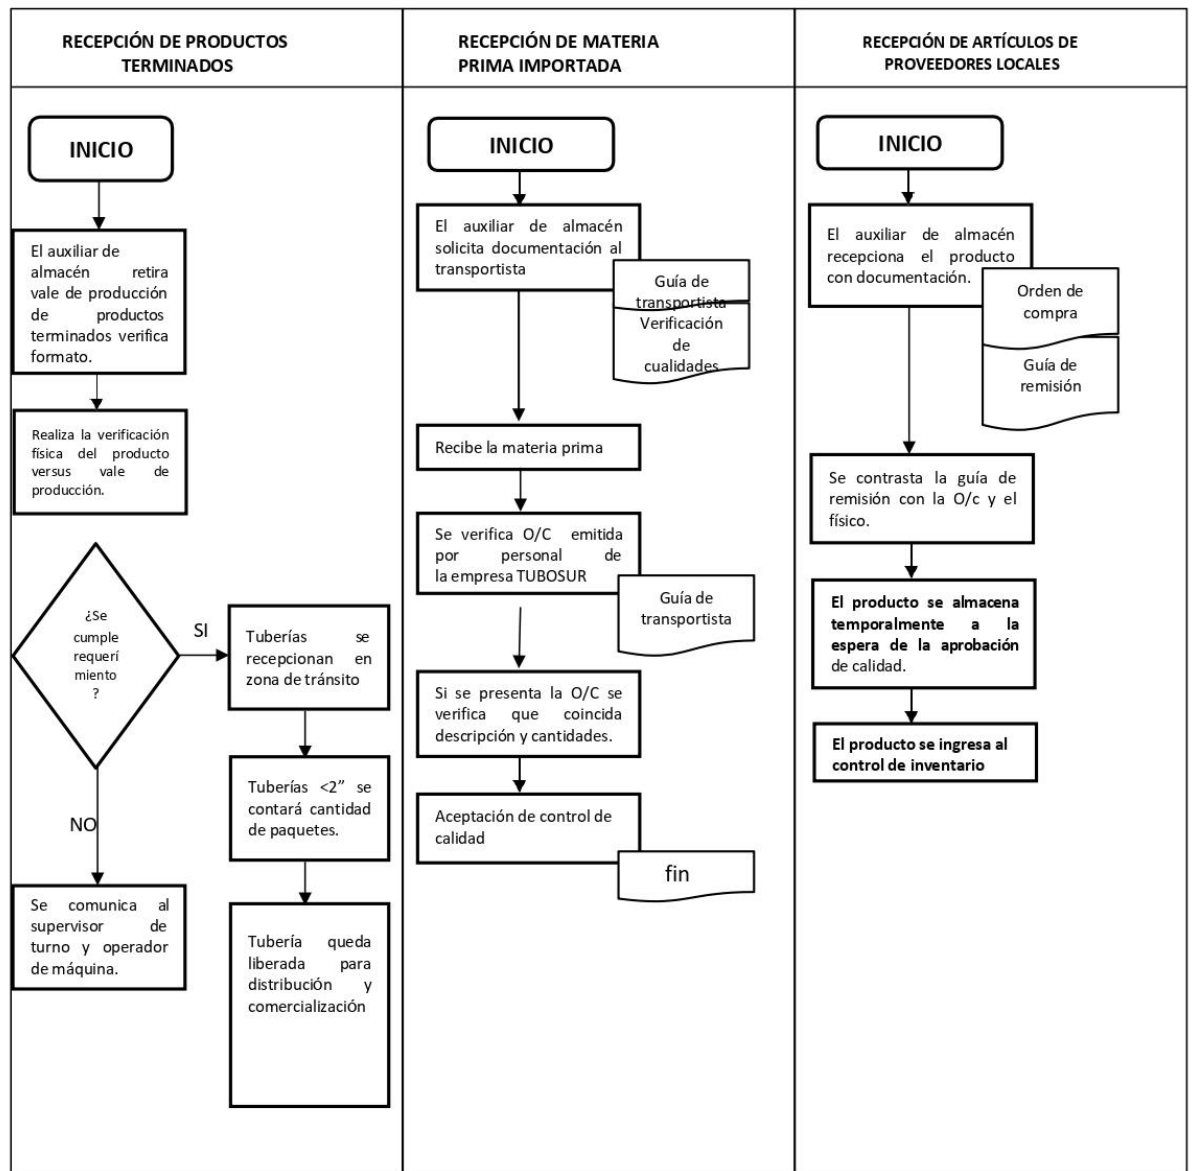 RECEPCIÓN DE PRODUCTOS
TERMINADOS
INICIO
El auxiliar de
almacén retira
vale de producción
de productos
terminados verifica
formato.
Realiza la verificación
física del producto
versus vale de
producción.
¿Se
cumple
requerí
miento
?
SI
NO
Tuberías se
recepcionan en
zona de tránsito
Tuberías <2” se
contará cantidad
de paquetes.
Tubería queda
liberada para
distribución y
comercialización
Se comunica al
supervisor de
turno y operador
de máquina.
RECEPCIÓN DE MATERIA
PRIMA IMPORTADA
INICIO
El auxiliar de almacén
solicita documentación al
transportista
Guía de
transportista
Verificación
de
cualidades
Recibe la materia prima
Se verifica O/C emitida
por personal de
la empresa TUBOSUR
Guía de
transportista
Si se presenta la O/C se
verifica que coincida
descripción y cantidades.
Aceptación de control de
calidad
fin
RECEPCIÓN DE ARTÍCULOS DE
PROVEEDORES LOCALES
INICIO
El auxiliar de almacén
recepciona el producto
con documentación.
Orden de
compra
Guía de
remisión
Se contrasta la guía de
remisión con la O/c y el
físico.
El producto se almacena
temporalmente a la
espera de la aprobación
de calidad.
El producto se ingresa al
control de inventario